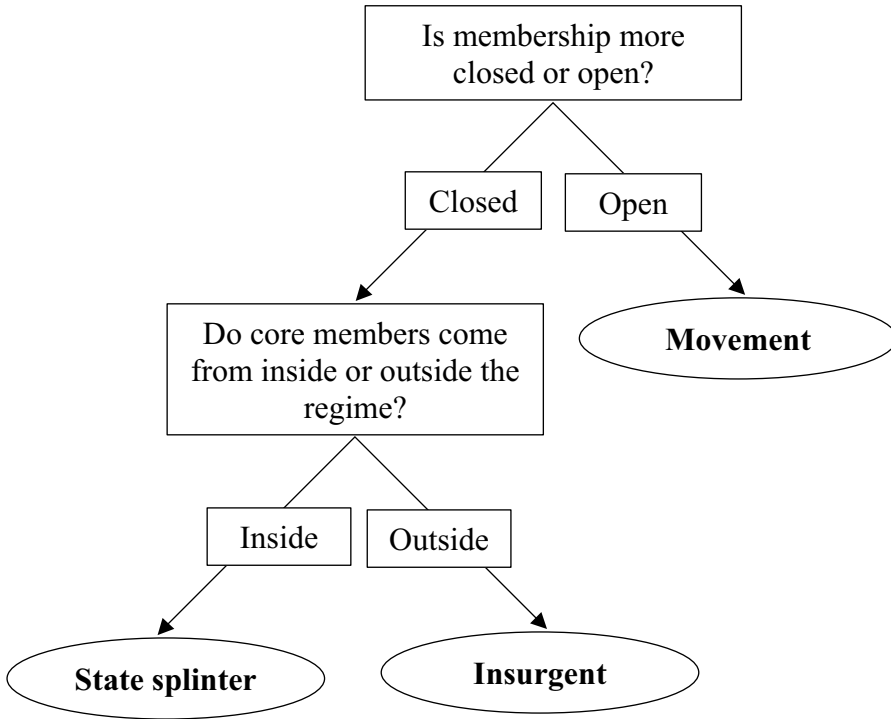 Is membership more
closed or open?
Closed
Open
Do core members come
from inside or outside the
regime?
Movement
Inside
Outside
State splinter
Insurgent